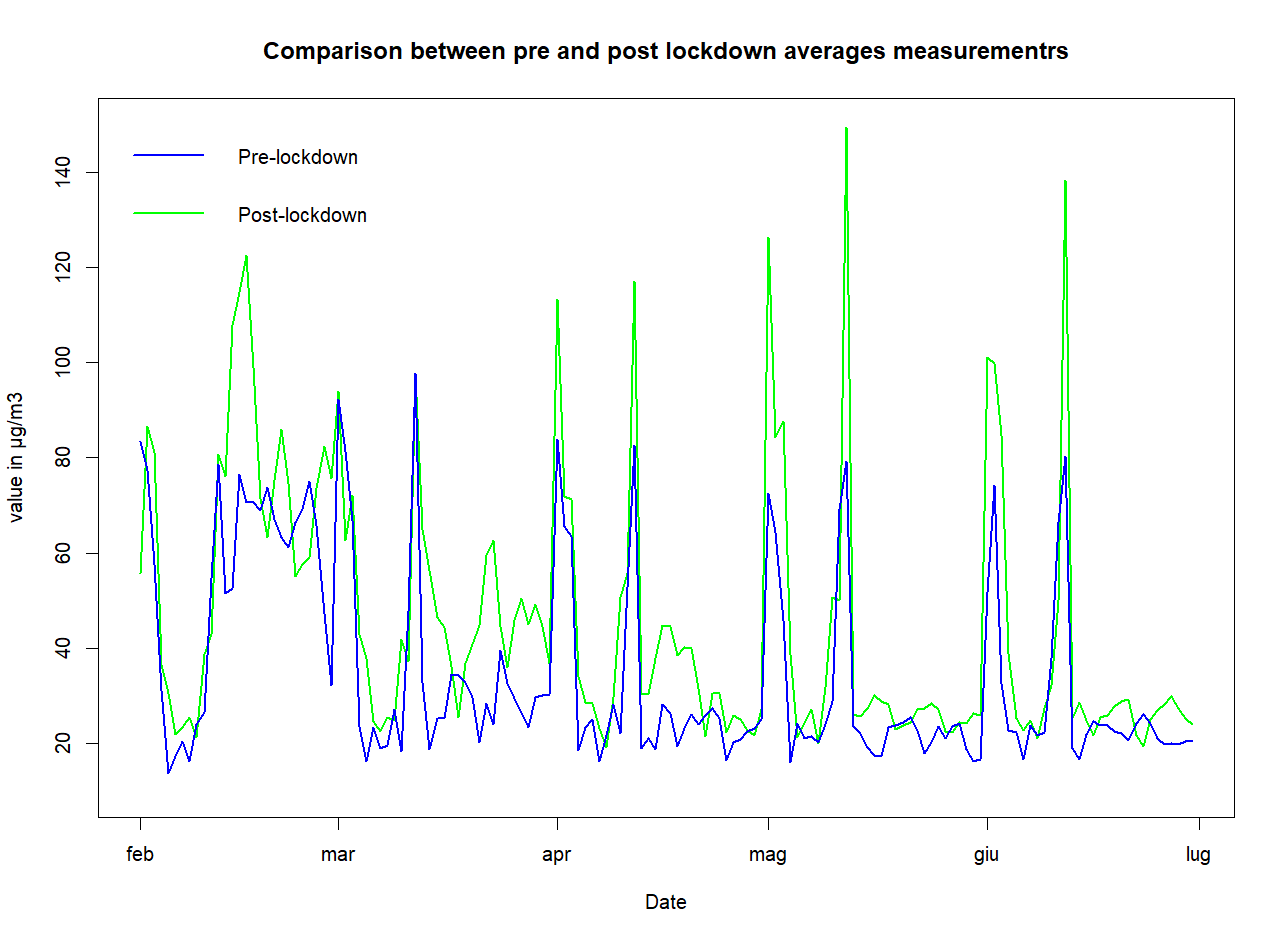 Comparison between pre and post lockdown averages measurementrs
Pre-lockdown
Post-lockdown
140
120
100
80
60
40
20
value in µg/m3
feb mar apr mag giu lug
Date